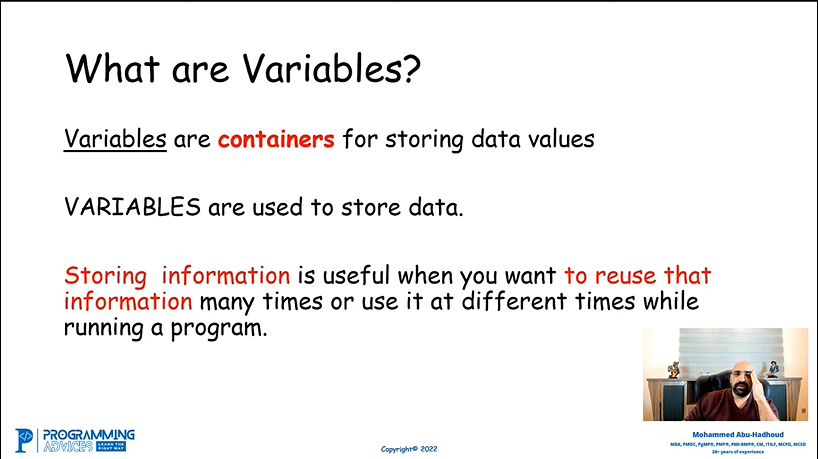 What are Variables?
Variables are containers for storing data values
VARIABLES are used to store data.
Storing information is useful when you want to reuse that
information many times or use it at different times while
running a program.
PROGRAMMING
ADVICES LEARN THE RIGHT WAY
Copyright© 2022
Mohammed Abu-Hadhoud
MBA, PMOC, PgMP®, PMP®, PMI-RMP®, CM, ITILF, MCPD, MCSD
26+ years of experience